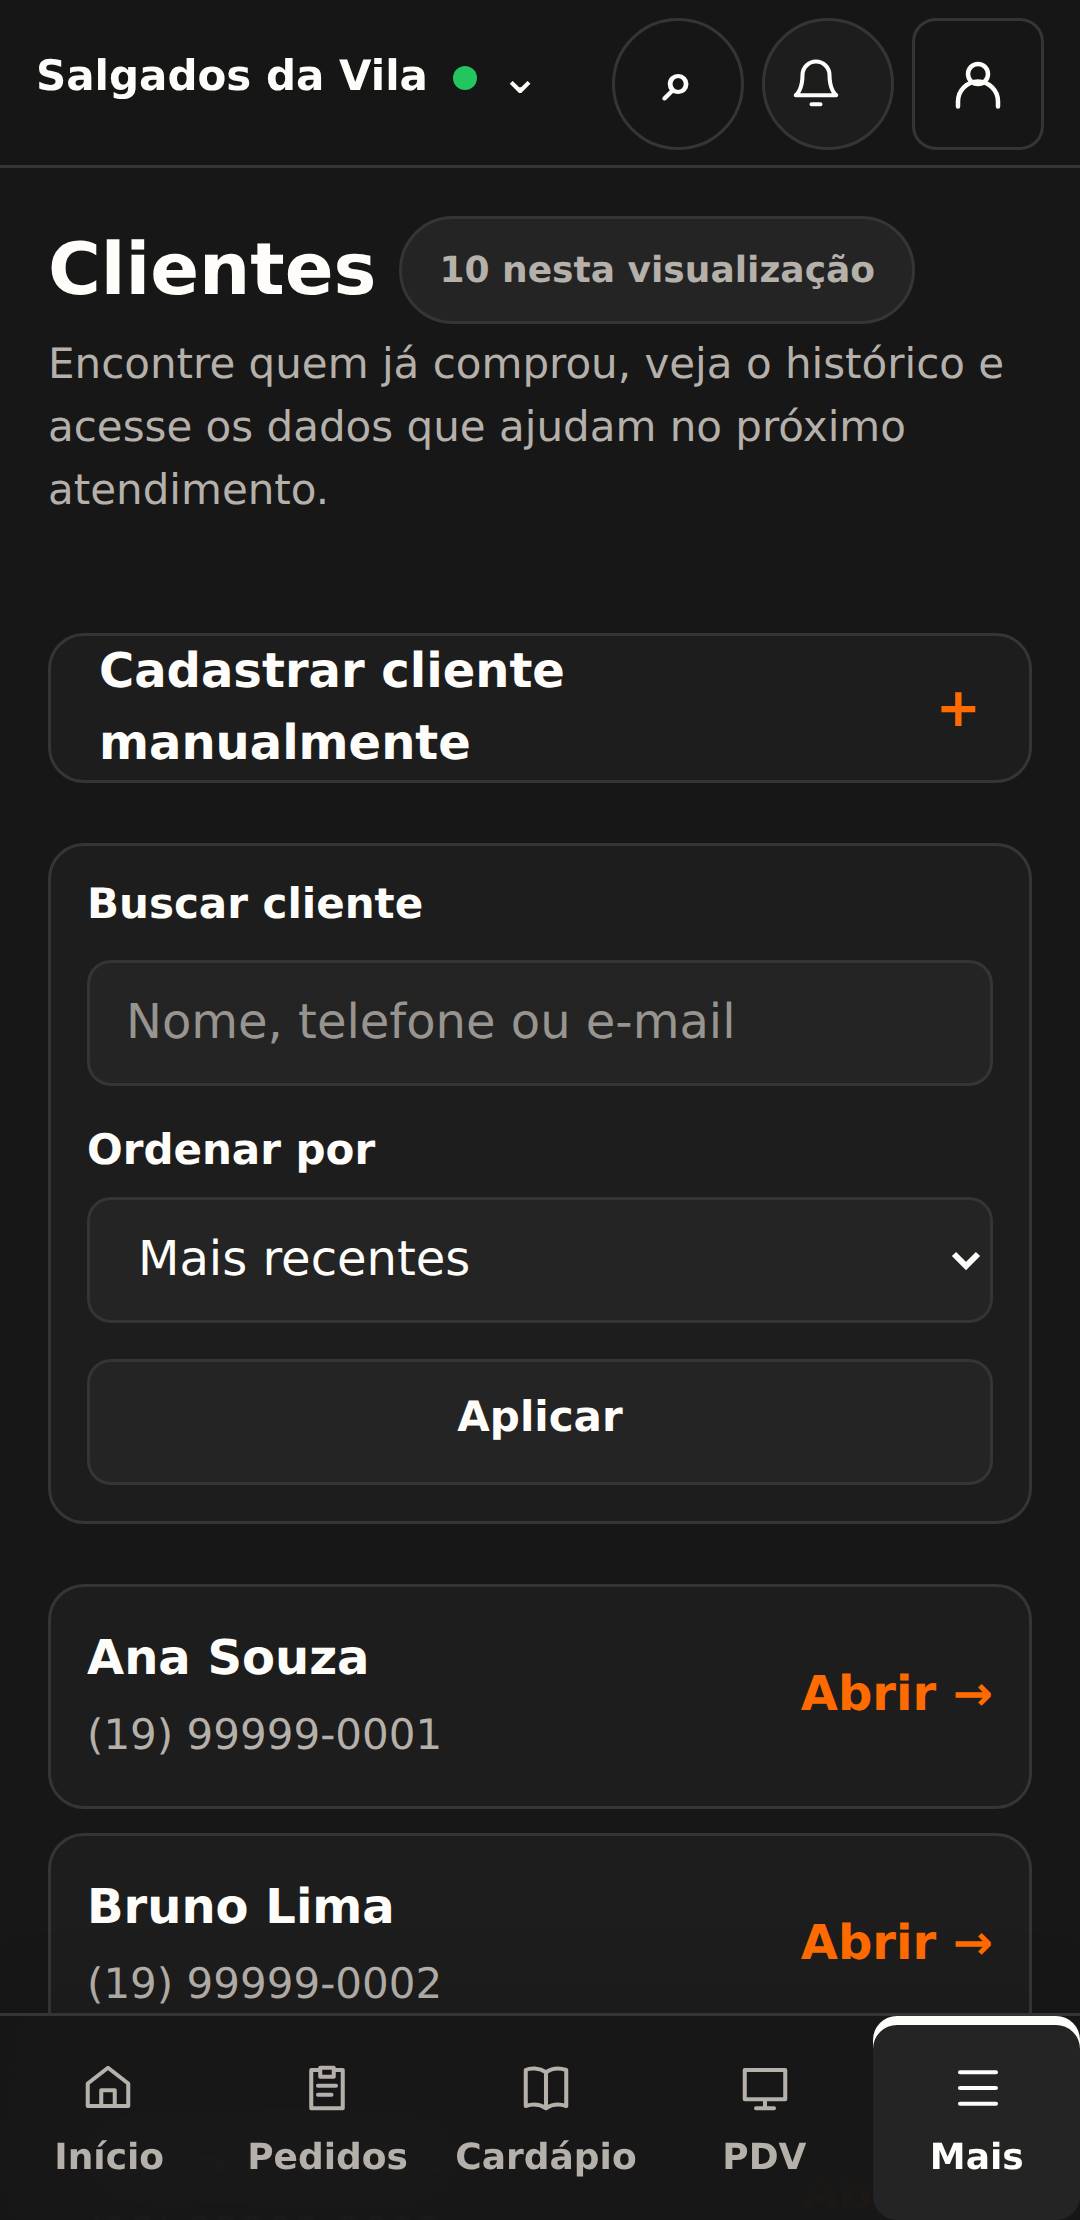 Salgados da Vila
Clientes
10 nesta visualização
Encontre quem já comprou, veja o histórico e
acesse os dados que ajudam no próximo
atendimento.
Cadastrar cliente
manualmente
+
Buscar cliente
Nome, telefone ou e-mail
Ordenar por
Mais recentes
Aplicar
Ana Souza
(19) 99999-0001
Abrir →
Bruno Lima
(19) 99999-0002
Abrir →
Início
Pedidos
Cardápio
PDV
Mais